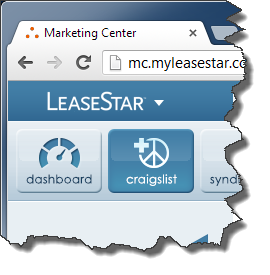 Marketing Center
mc.myleasestar.co
LEASESTAR
dashboard craigslist synd